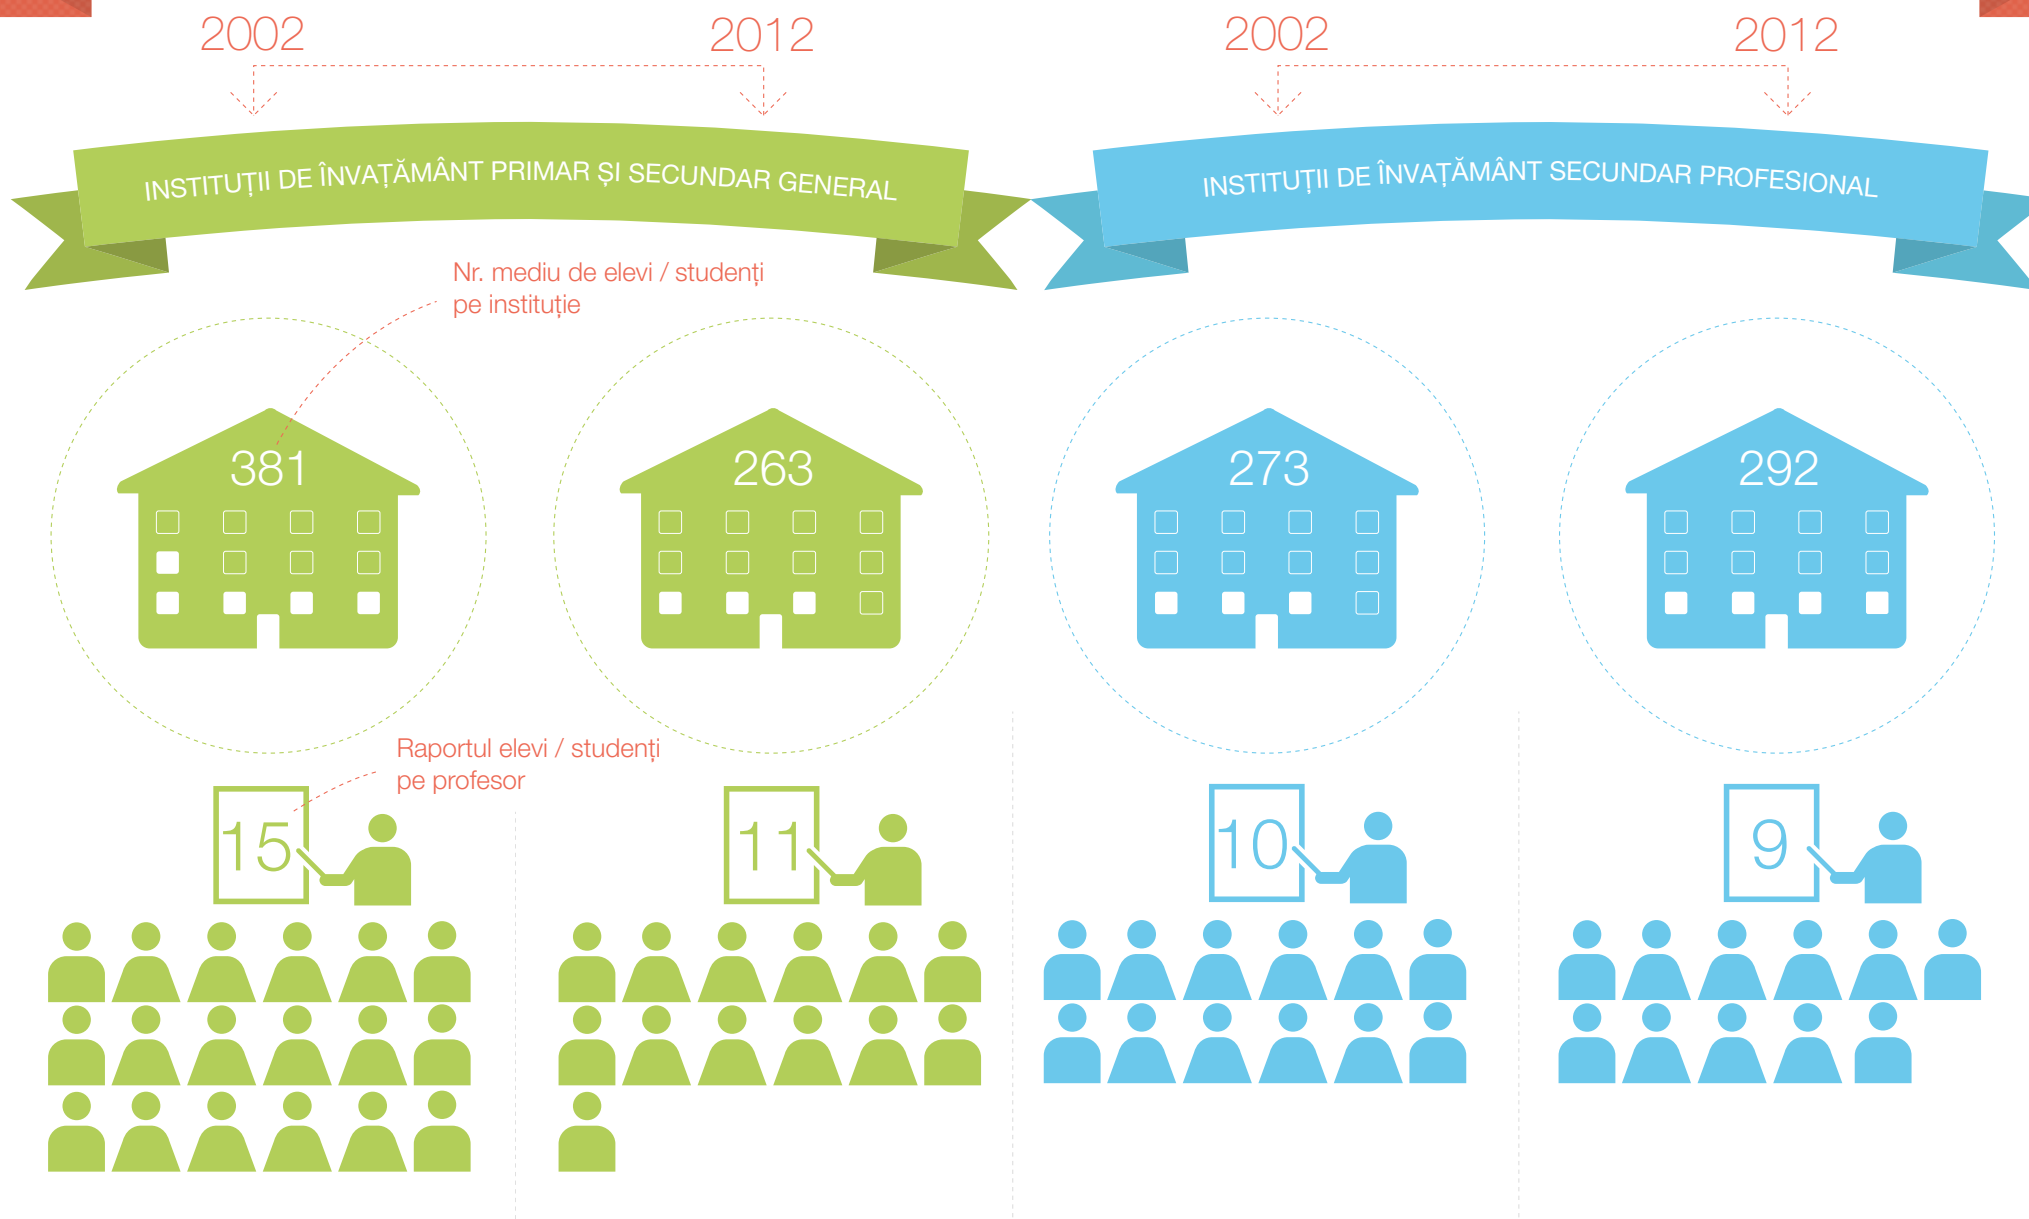 2002
2012
2002
2012
INSTITUȚII DE ÎNVAȚĂMÂNT PRIMAR ȘI SECUNDAR GENERAL
INSTITUȚII DE ÎNVAȚĂMÂNT SECUNDAR PROFESIONAL
Nr. mediu de elevi / studenți
pe instituție
381
263
273
292
Raportul elevi / studenți
pe profesor
15
11
10
9